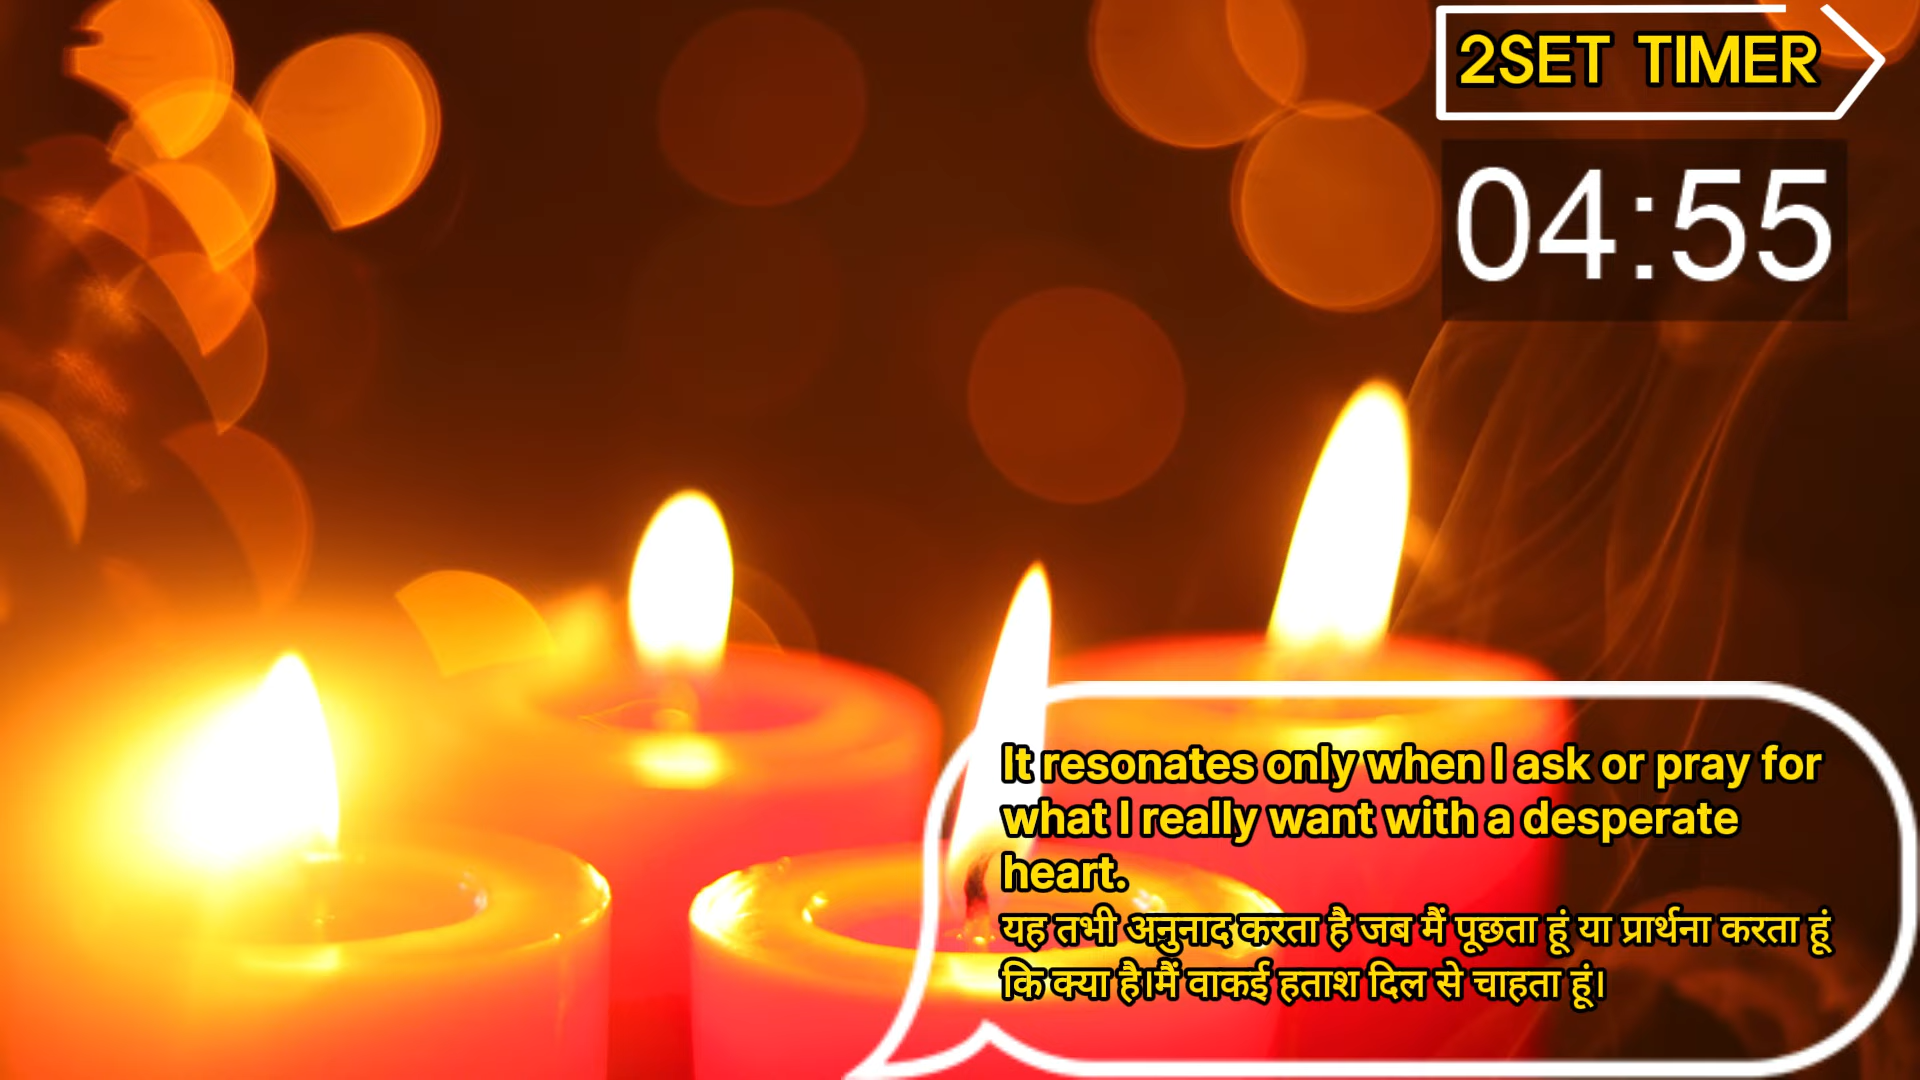 2SET TIMER
04:55
It resonates only when I ask or pray for
what I really want with a desperate
heart.
यह तभी अनुनाद करता है जब मैं पूछता हूं या प्रार्थना करता हूं
कि क्या है।मैं वाकई हताश दिल से चाहता हूं।